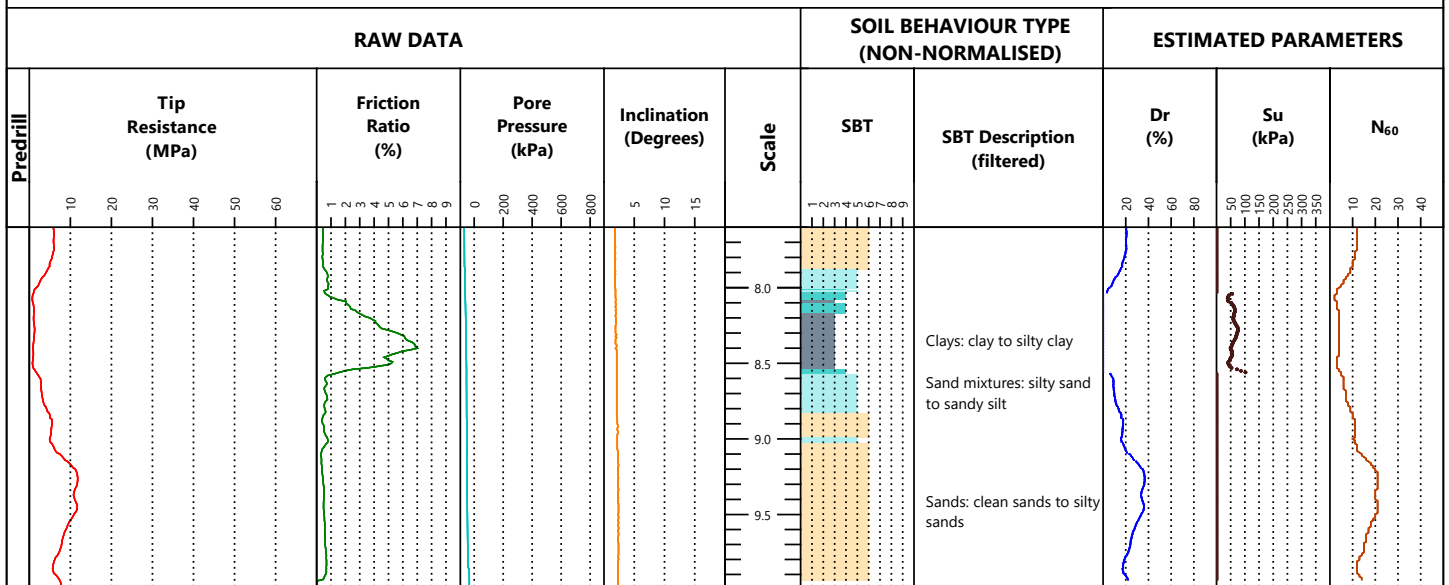 RAW DATA
SOIL BEHAVIOUR TYPE
(NON-NORMALISED)
ESTIMATED PARAMETERS
Predrill
Tip
Resistance
(MPa)
Friction
Ratio
(%)
Pore
Pressure
(kPa)
Inclination
(Degrees)
Scale
SBT
SBT Description
(filtered)
Dr
(%)
Su
(kPa)
N₆₀
10 20 30 40 50 60
1 2 3 4 5 6 7 8 9
0 200 400 600 800
5 10 15
1 2 3 4 5 6 7 8 9
20 40 60 80
50 100 150 200 250 300 350
10 20 30 40
8.0
Clays: clay to silty clay
8.5
Sand mixtures: silty sand
to sandy silt
9.0
Sands: clean sands to silty
sands
9.5